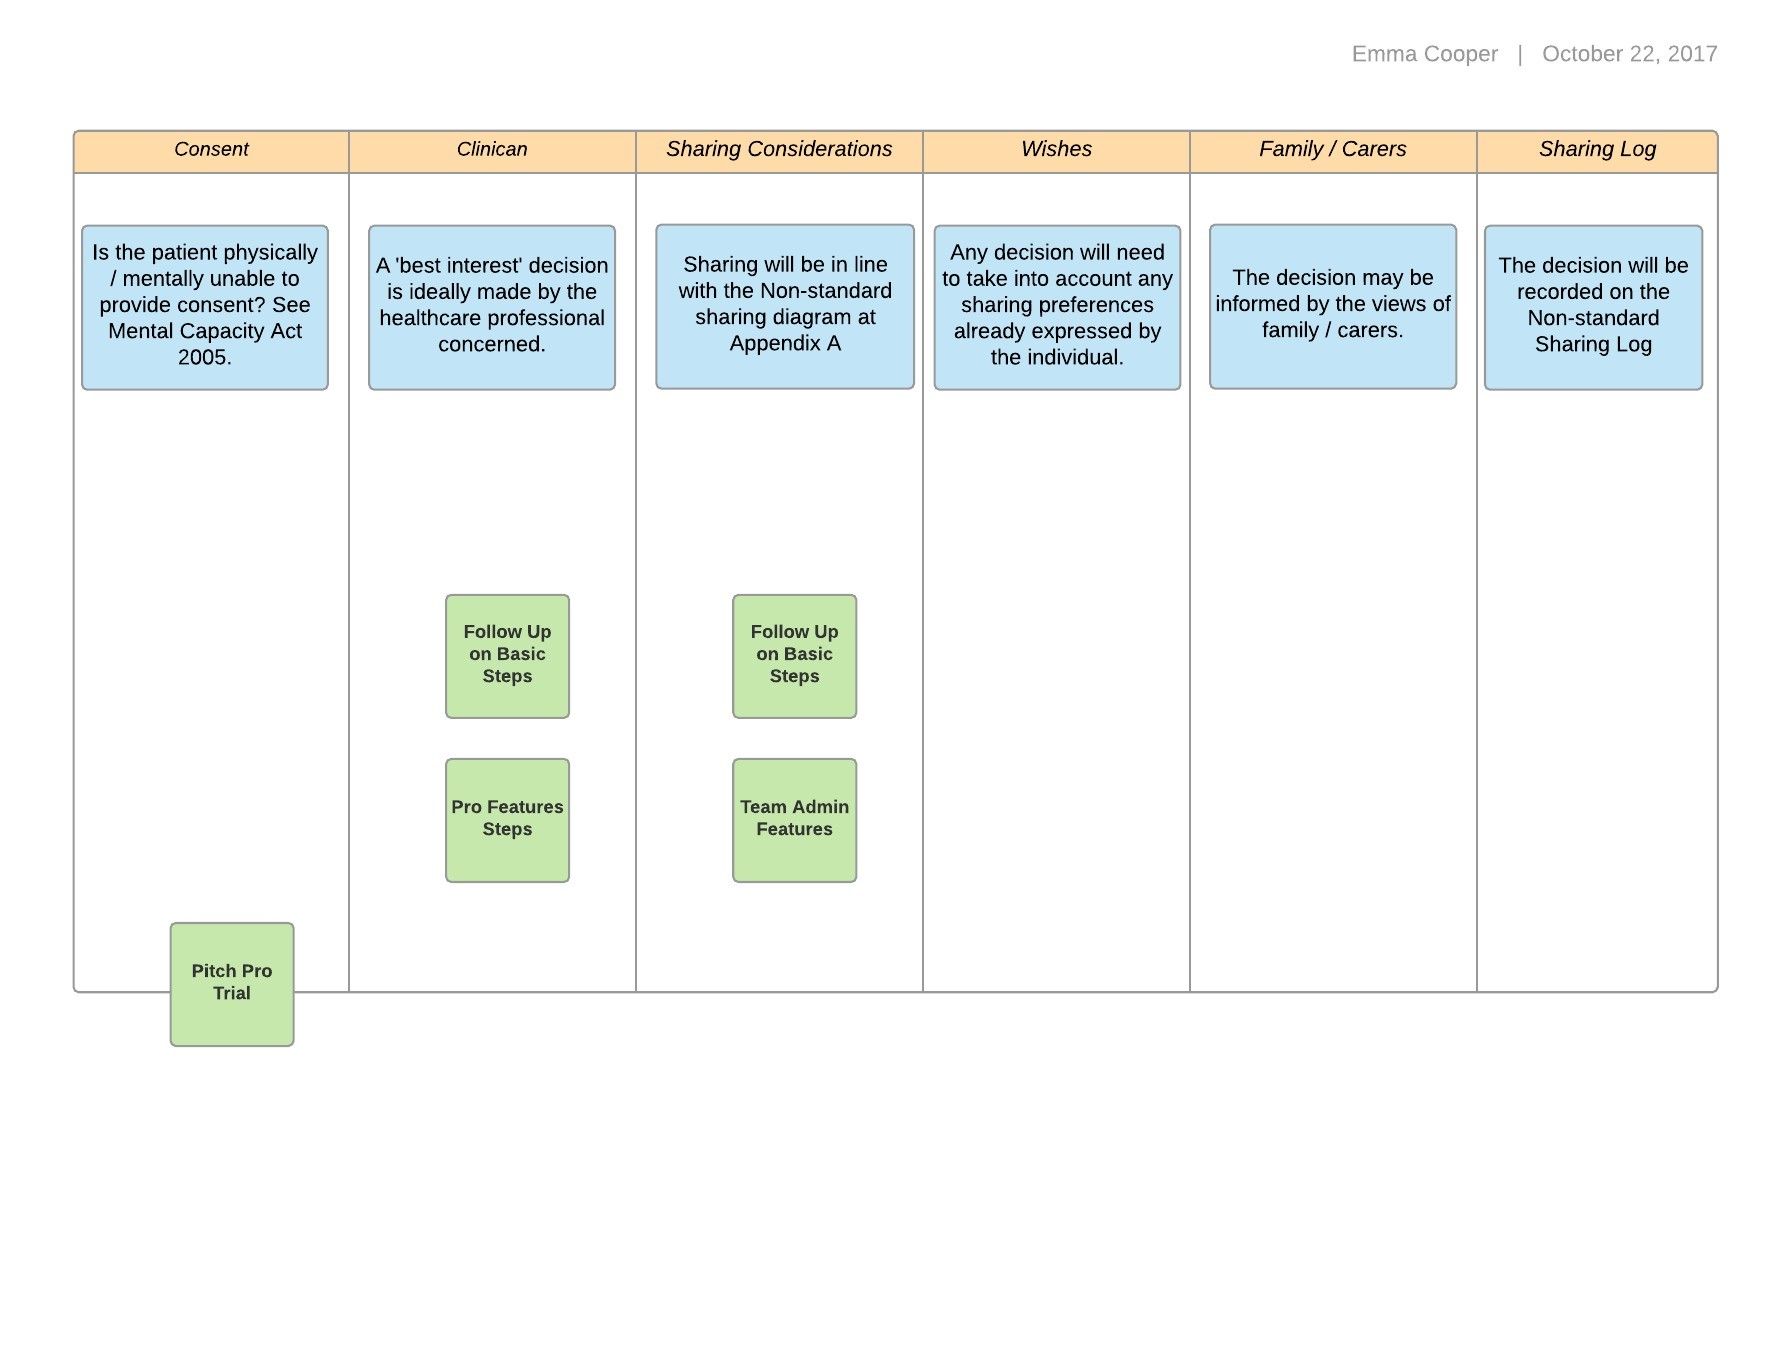 Emma Cooper | October 22, 2017
Consent
Clinican
Sharing Considerations
Wishes
Family / Carers
Sharing Log
Is the patient physically
/ mentally unable to
provide consent? See
Mental Capacity Act
2005.
A 'best interest' decision
is ideally made by the
healthcare professional
concerned.
Sharing will be in line
with the Non-standard
sharing diagram at
Appendix A
Any decision will need
to take into account any
sharing preferences
already expressed by
the individual.
The decision may be
informed by the views of
family / carers.
The decision will be
recorded on the
Non-standard
Sharing Log
Follow Up
on Basic
Steps
Follow Up
on Basic
Steps
Pro Features
Steps
Team Admin
Features
Pitch Pro
Trial